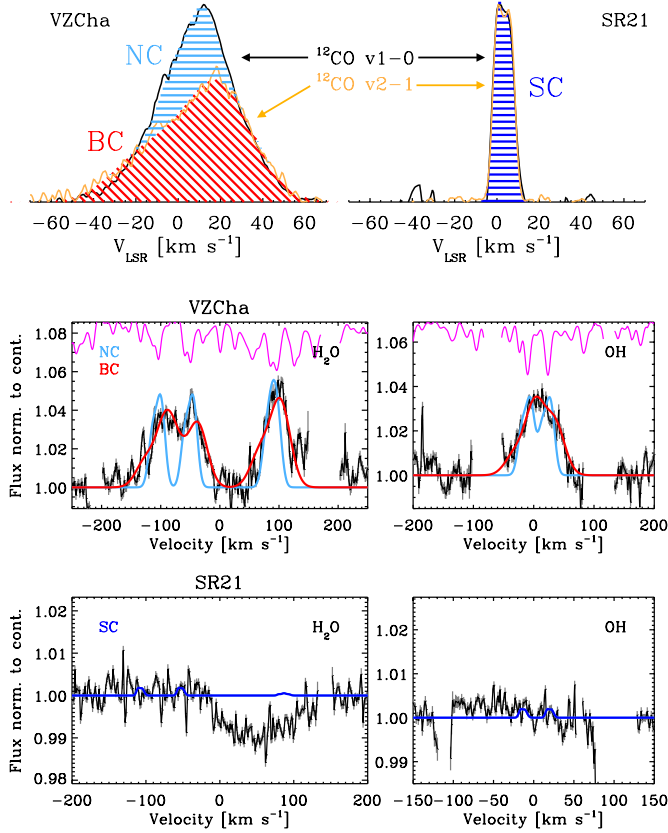 VZCha
SR21
NC
¹²CO v1-0
¹²CO v2-1
SC
BC
-60 -40 -20 0 20 40 60
-60 -40 -20 0 20 40 60
V_LSR [km s⁻¹]
V_LSR [km s⁻¹]
VZCha
1.08
1.06
1.04
1.02
1.00
Flux norm. to cont.
NC
BC
H₂O
-200 -100 0 100 200
Velocity [km s⁻¹]
1.06
1.04
1.02
1.00
OH
-200 -100 0 100 200
Velocity [km s⁻¹]
SR21
1.02
1.01
1.00
0.99
0.98
Flux norm. to cont.
SC
H₂O
-200 -100 0 100 200
Velocity [km s⁻¹]
1.02
1.01
1.00
0.99
OH
-150 -100 -50 0 50 100 150
Velocity [km s⁻¹]